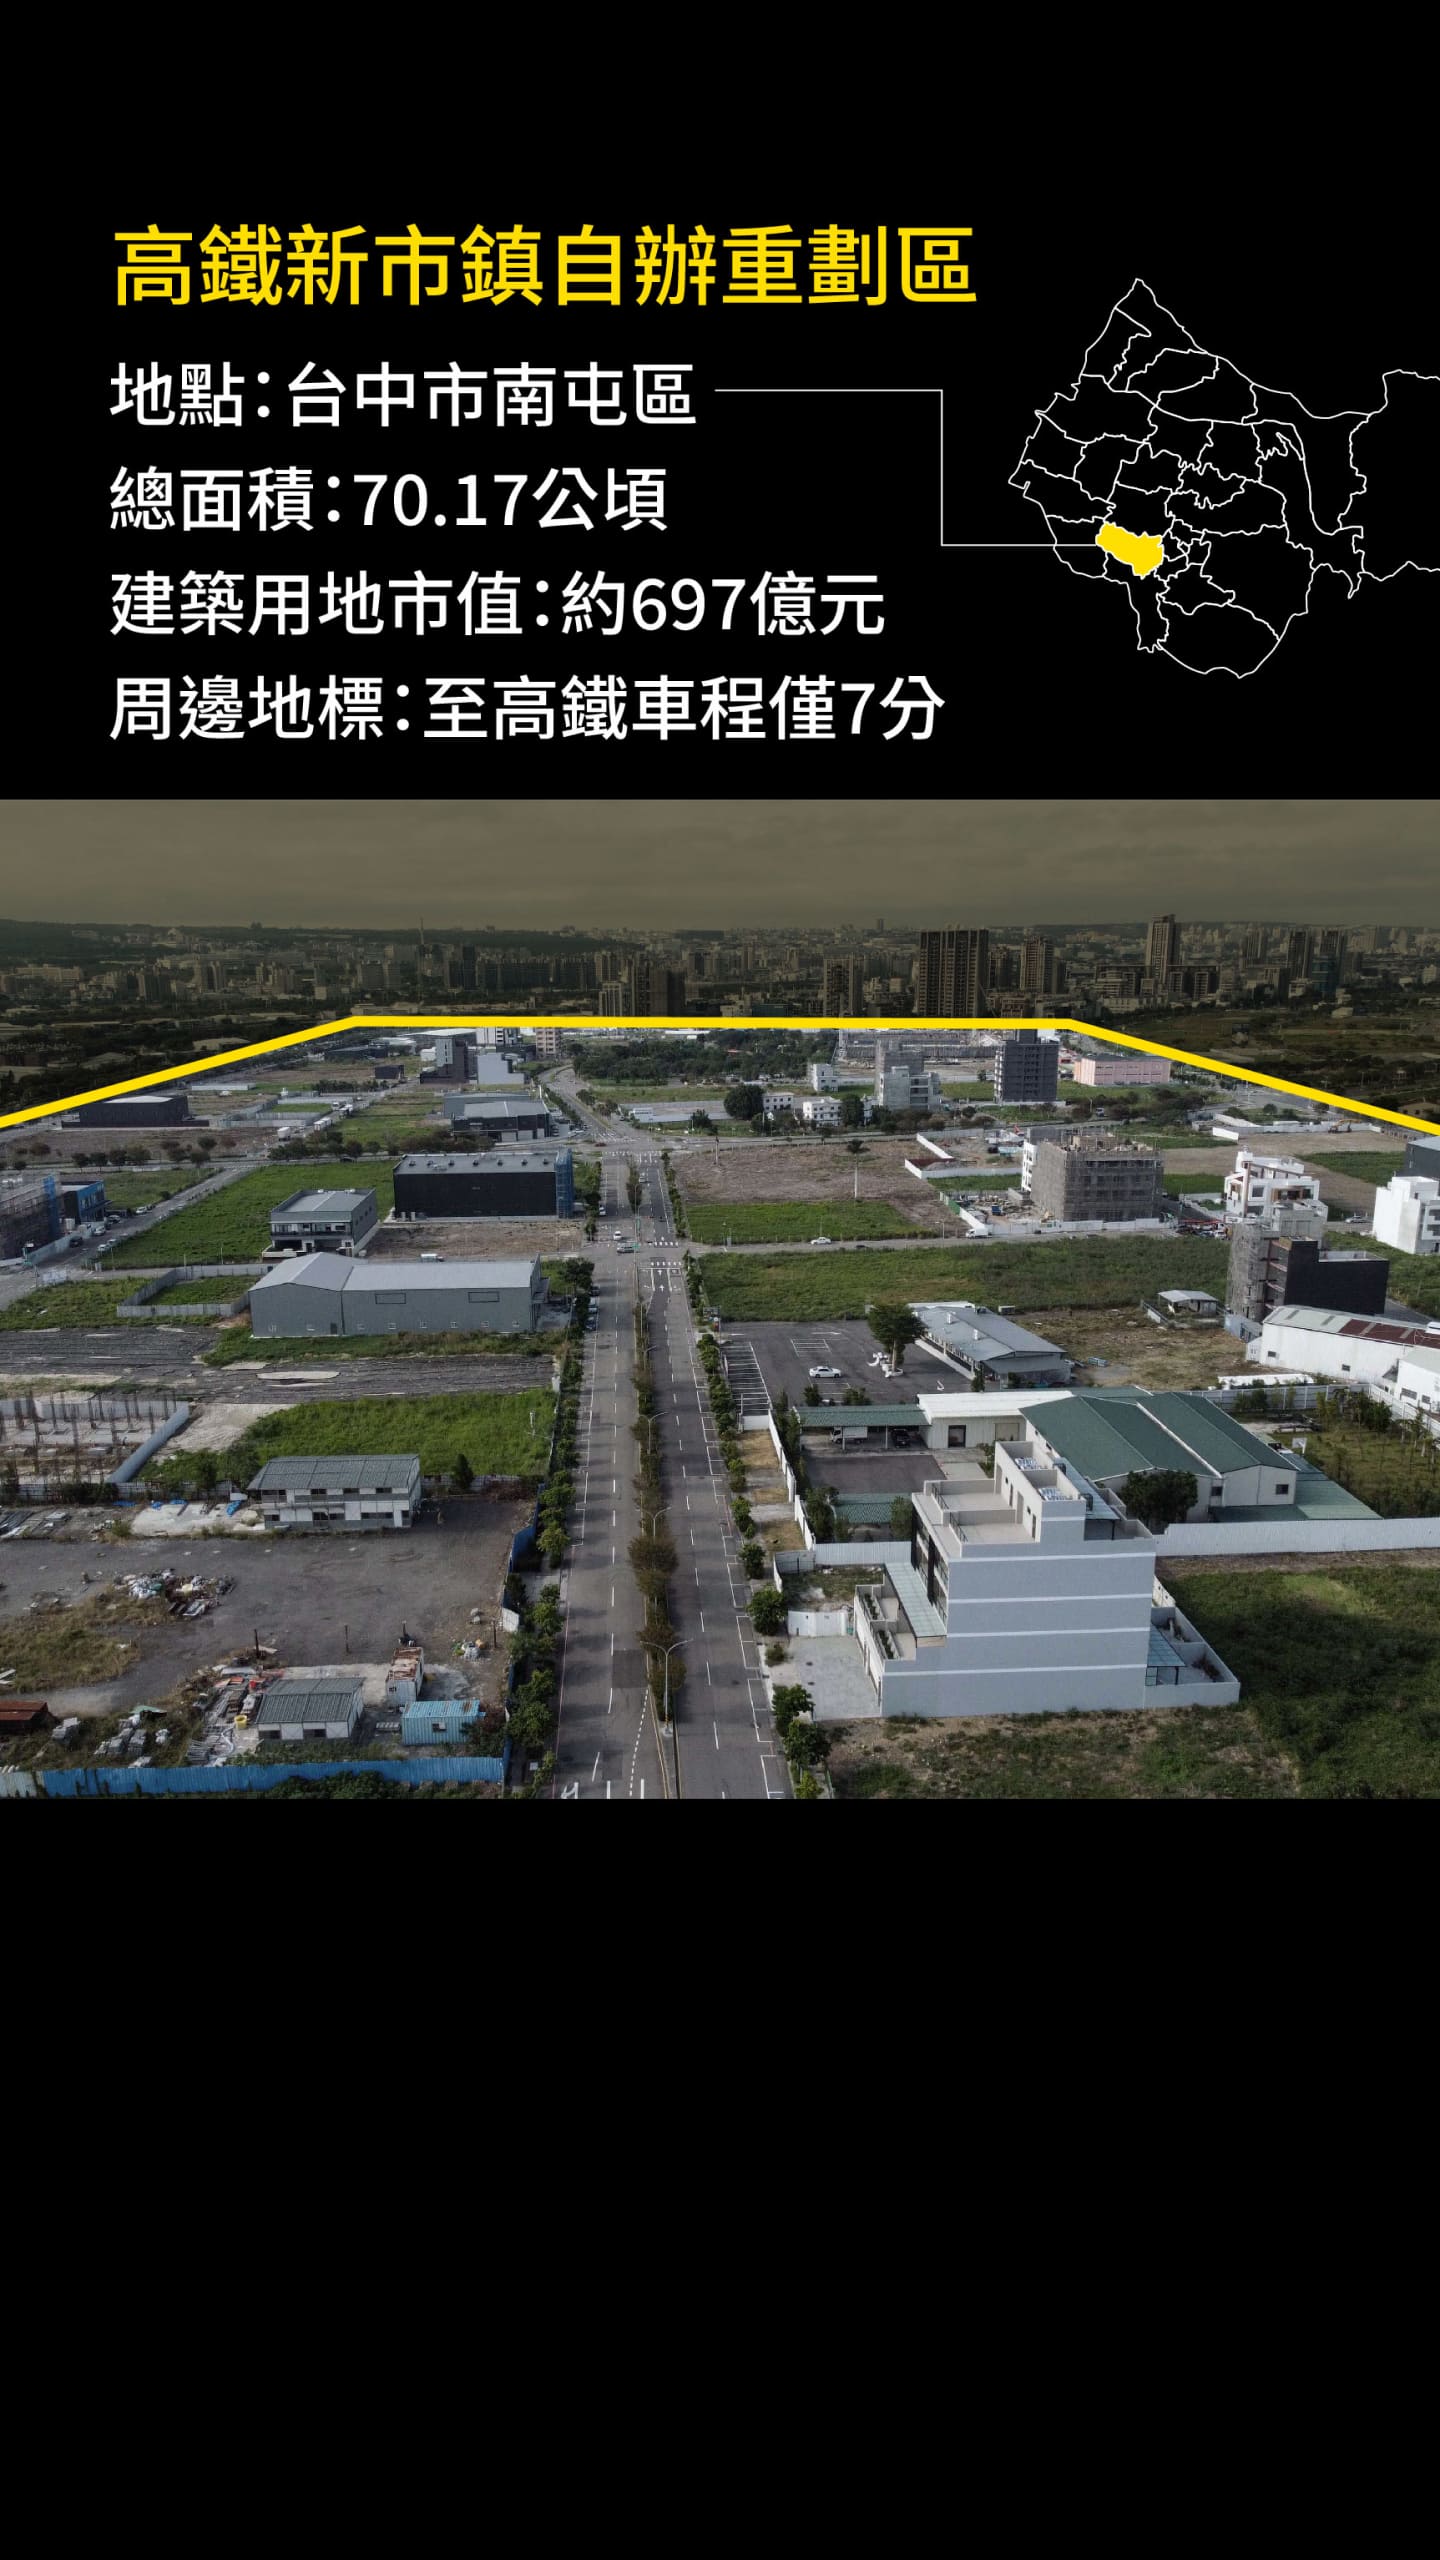 高鐵新市鎮自辦重劃區
地點：台中市南屯區
總面積：70.17公頃
建築用地市值：約697億元
周邊地標：至高鐵車程僅7分